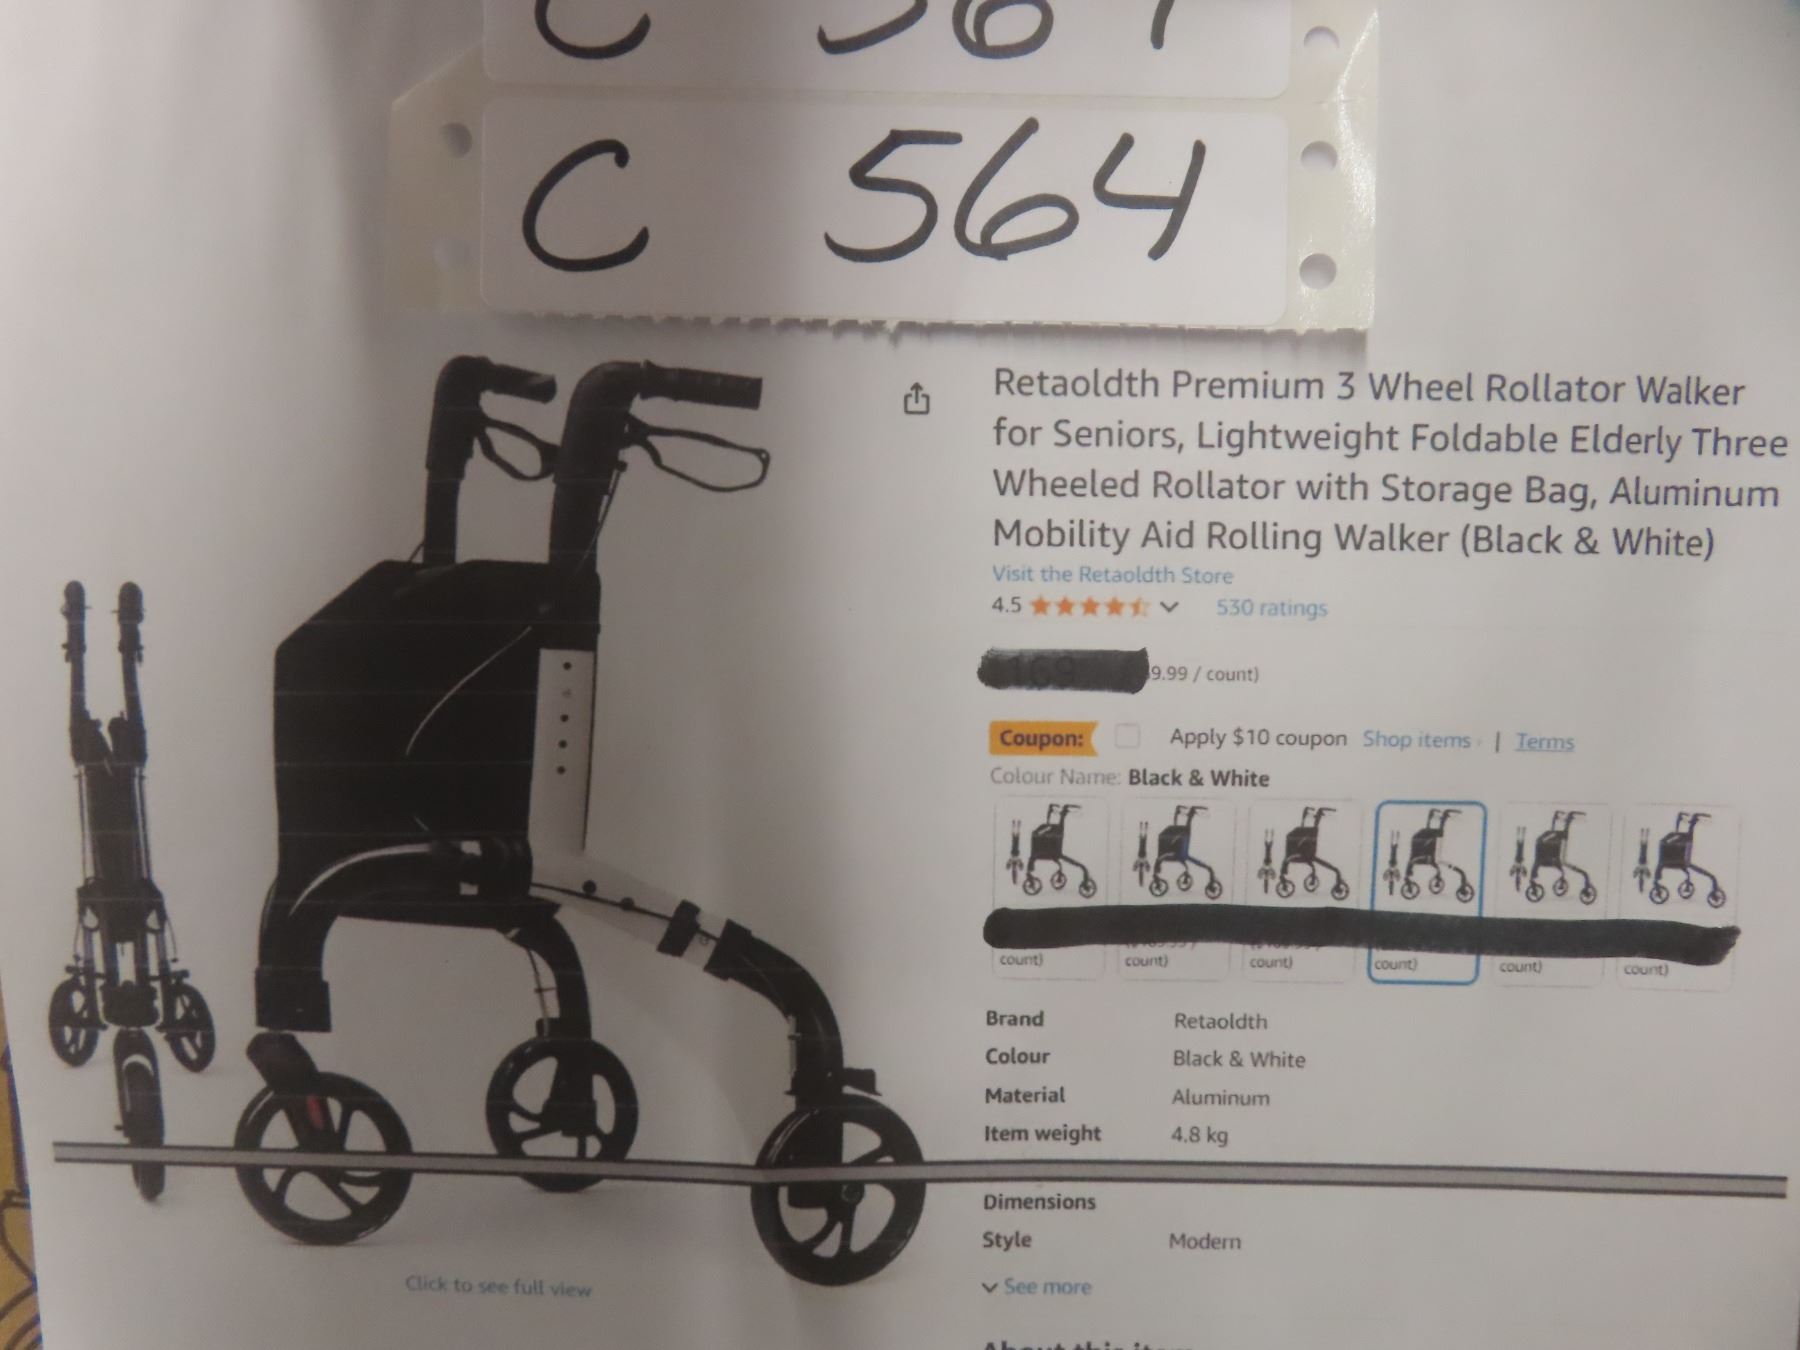 C 564
C 564
Retaoldth Premium 3 Wheel Rollator Walker
for Seniors, Lightweight Foldable Elderly Three
Wheeled Rollator with Storage Bag, Aluminum
Mobility Aid Rolling Walker (Black & White)
Visit the Retaoldth Store
4.5 530 ratings
169 9.99 / count)
Coupon: Apply $10 coupon Shop items | Terms
Colour Name: Black & White
count) count) count) count) count) count)
Brand Retaoldth
Colour Black & White
Material Aluminum
Item weight 4.8 kg
Dimensions
Style Modern
Click to see full view
See more